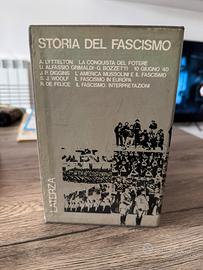 STORIA DEL FASCISMO
A. LYTTELTON LA CONQUISTA DEL POTERE
U. ALFASSIO GRIMALDI-G. BOZZETTI 10 GIUGNO '40
J. P. DIGGINS L'AMERICA MUSSOLINI E IL FASCISMO
S. J. WOOLF IL FASCISMO IN EUROPA
R. DE FELICE IL FASCISMO. INTERPRETAZIONI
LATERZA